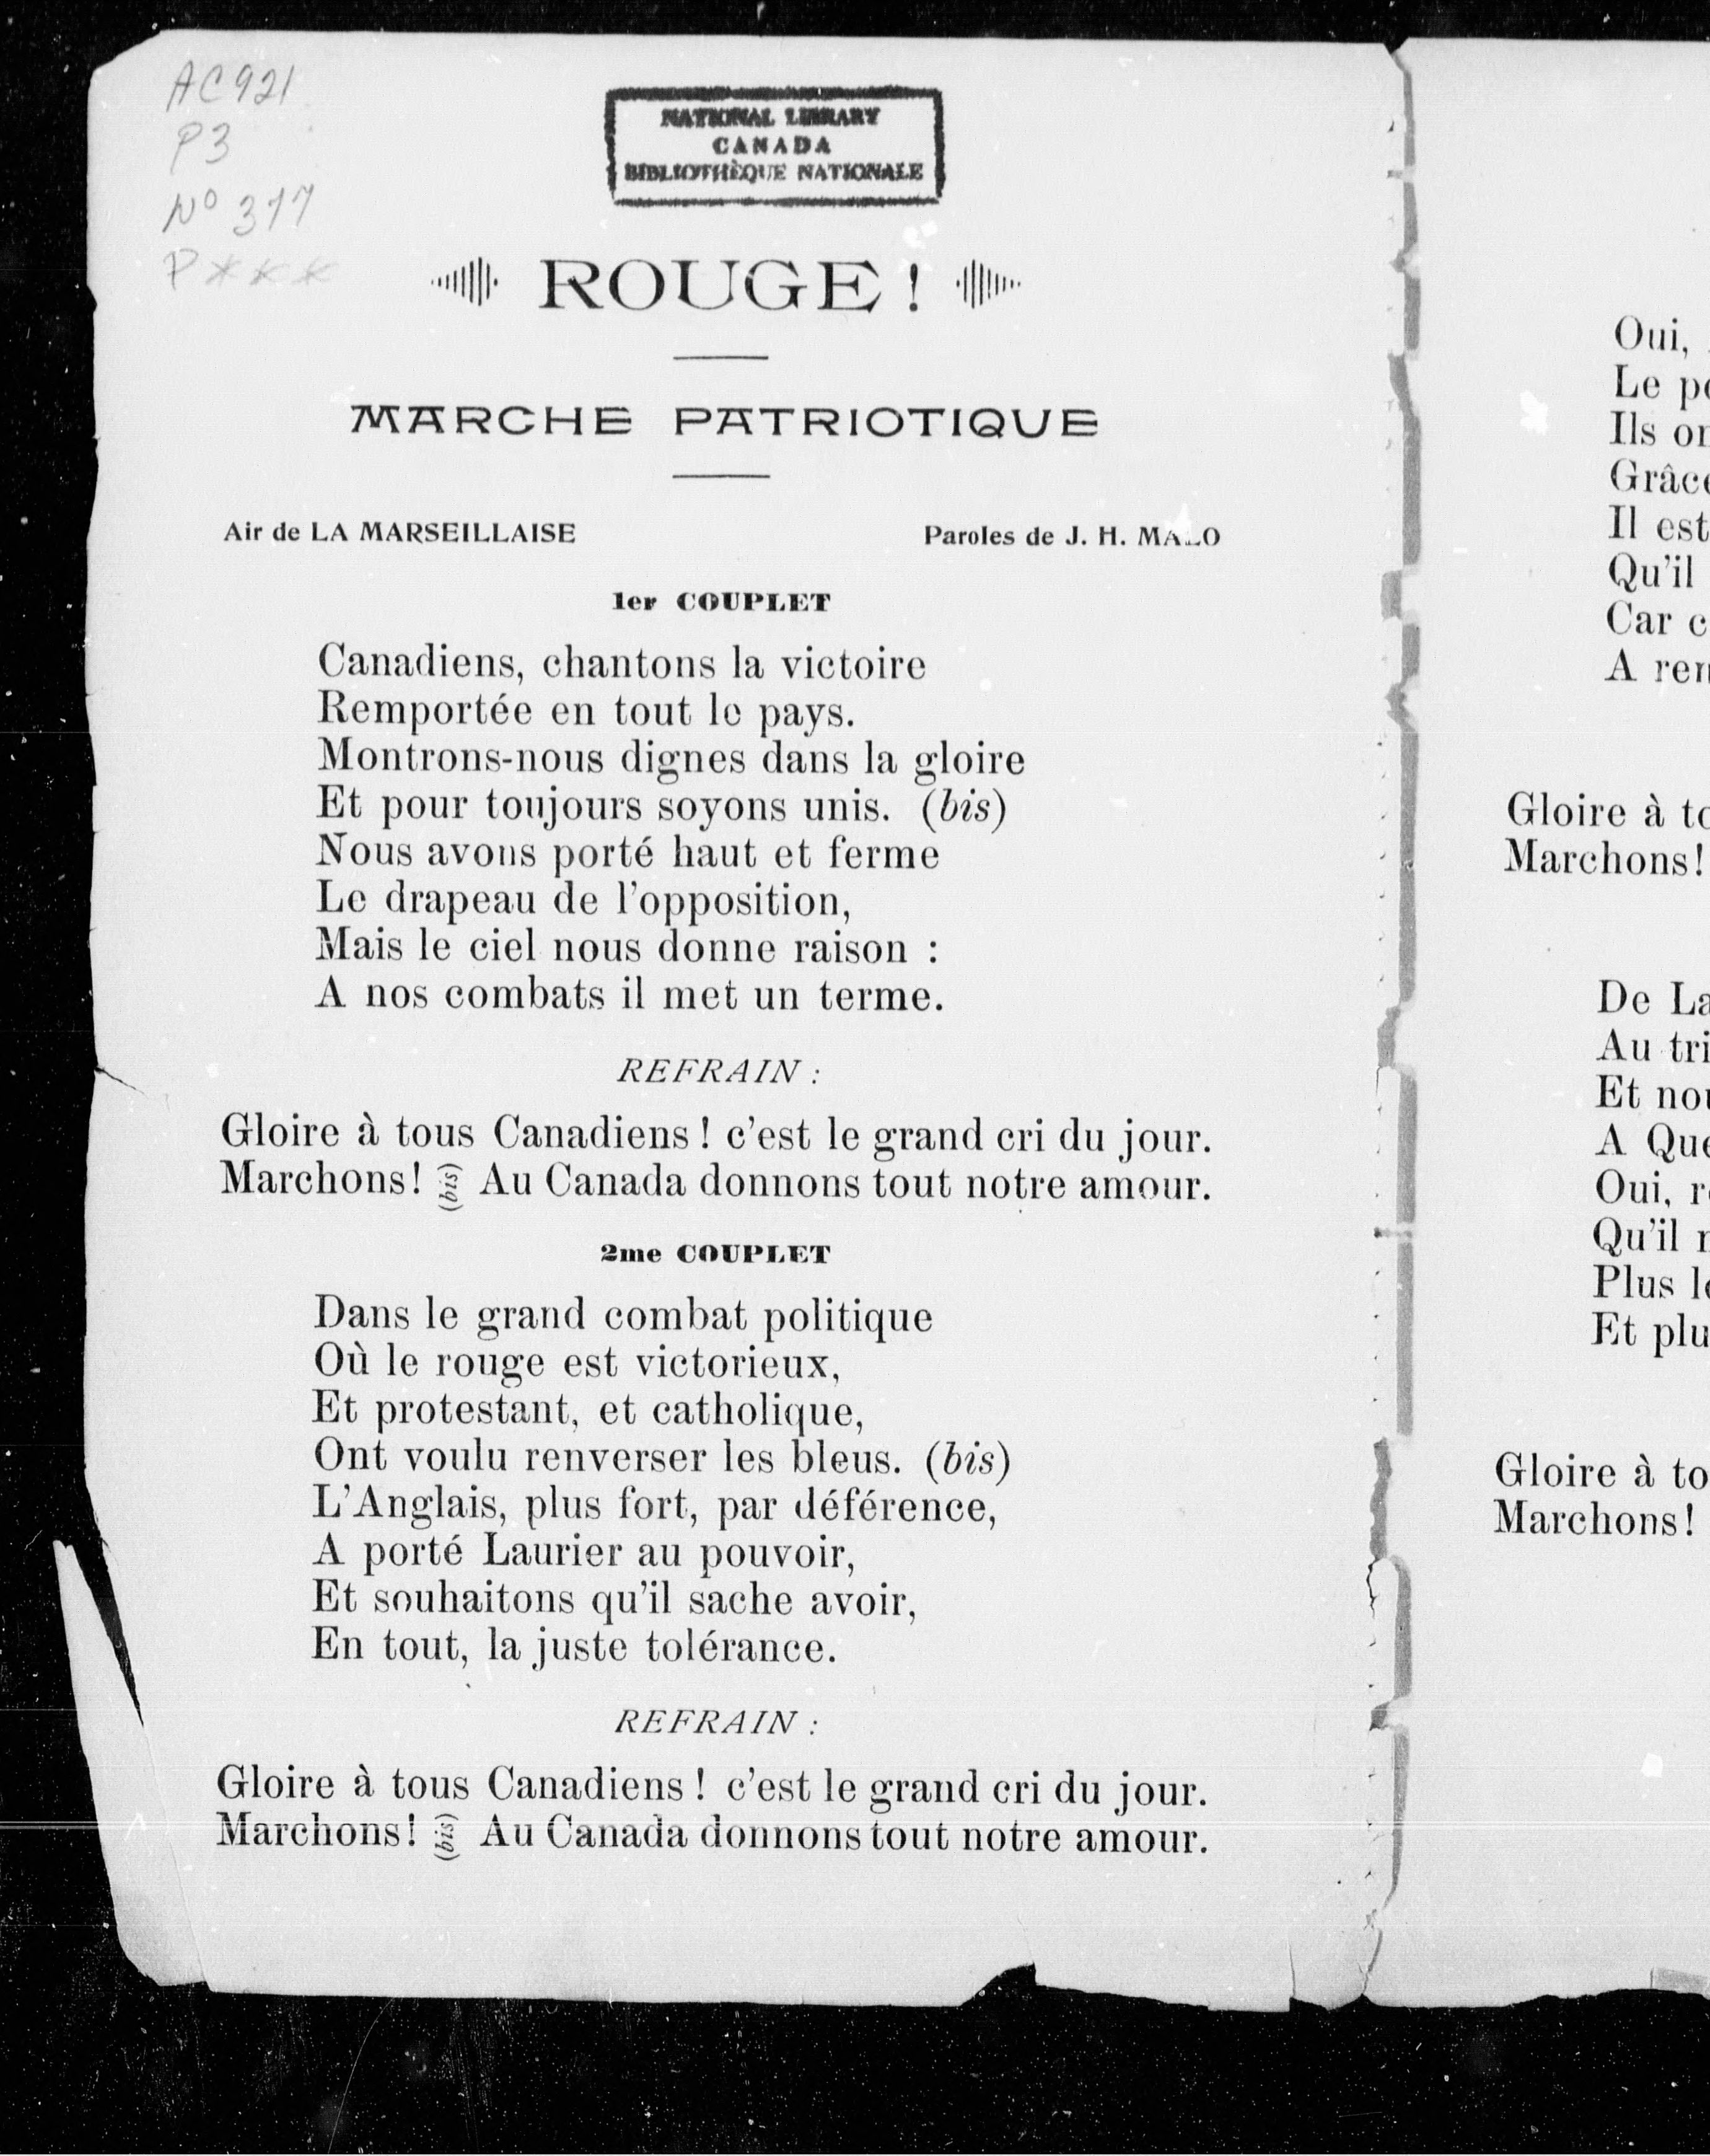 AC921
P3
No 317
P***
NATIONAL LIBRARY
CANADA
BIBLIOTHÈQUE NATIONALE
ROUGE !
MARCHE PATRIOTIQUE
Air de LA MARSEILLAISE
Paroles de J. H. MALO
1er COUPLET
Canadiens, chantons la victoire
Remportée en tout le pays.
Montrons-nous dignes dans la gloire
Et pour toujours soyons unis. (bis)
Nous avons porté haut et ferme
Le drapeau de l'opposition,
Mais le ciel nous donne raison :
A nos combats il met un terme.
REFRAIN :
Gloire à tous Canadiens ! c'est le grand cri du jour.
Marchons ! (bis) Au Canada donnons tout notre amour.
2me COUPLET
Dans le grand combat politique
Où le rouge est victorieux,
Et protestant, et catholique,
Ont voulu renverser les bleus. (bis)
L'Anglais, plus fort, par déférence,
A porté Laurier au pouvoir,
Et souhaitons qu'il sache avoir,
En tout, la juste tolérance.
REFRAIN :
Gloire à tous Canadiens ! c'est le grand cri du jour.
Marchons ! (bis) Au Canada donnons tout notre amour.
Oui,
Le
Ils
Il est
Qu'il
Car
A
Gloire à
Marchons!
De
Au
Et
A
Oui,
Qu'il
Plus
Et
Gloire à
Marchons!